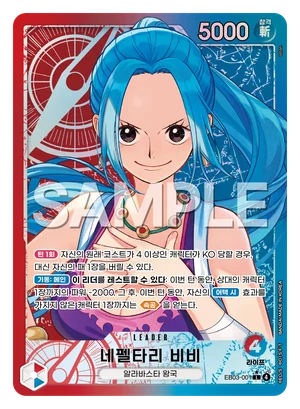 5000
참격
斬
SAMPLE
턴 1회 자신의 원래 코스트가 4 이상인 캐릭터가 KO 당할 경우,
대신 자신의 패 1장을 버릴 수 있다.
기동: 메인 이 리더를 레스트할 수 있다: 이번 턴 동안, 상대의 캐릭터
1장까지의 파워 -2000. 그 후, 이번 턴 동안, 자신의 어택 시 효과를
가지지 않은 캐릭터 1장까지는 속공 을 얻는다.
LEADER
네펠타리 비비
알라바스타 왕국
4
라이프
EB03-001 L